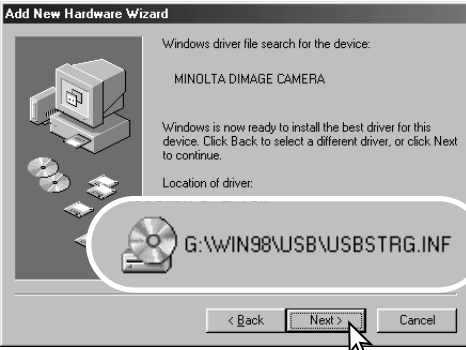 Add New Hardware Wizard
Windows driver file search for the device:
MINOLTA DIMAGE CAMERA
Windows is now ready to install the best driver for this
device. Click Back to select a different driver, or click Next
to continue.
Location of driver:
G:\WIN98\USB\USBSTRG.INF
< Back
Next >
Cancel